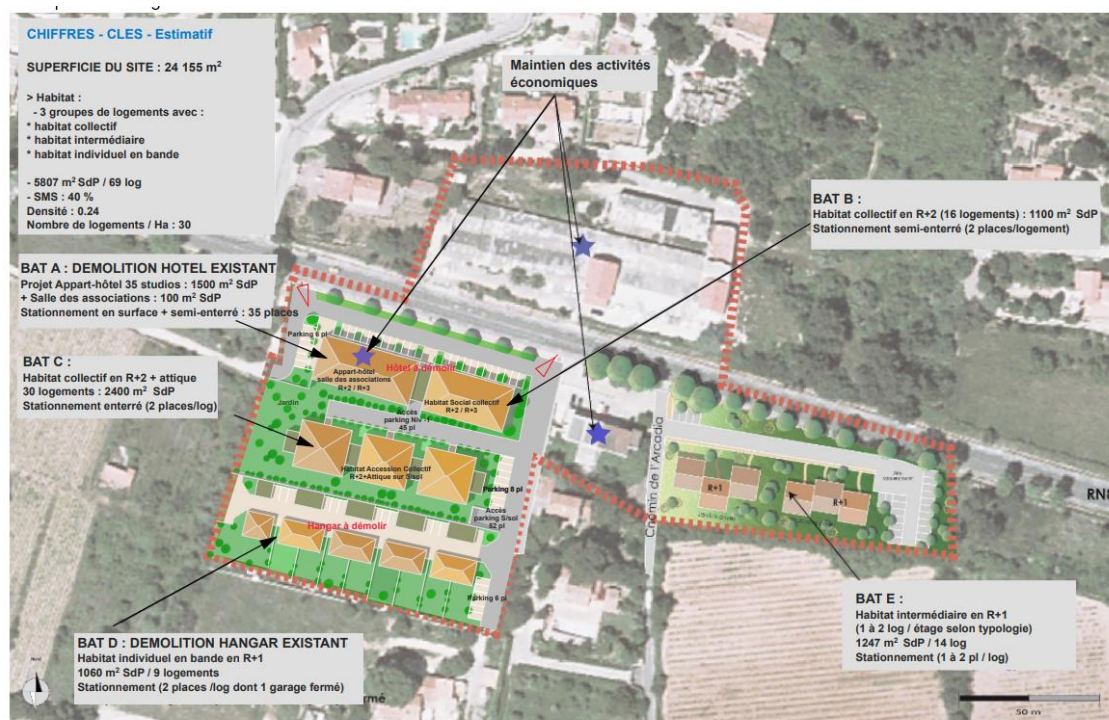 CHIFFRES - CLES - Estimatif
SUPERFICIE DU SITE : 24 155 m²
> Habitat :
- 3 groupes de logements avec :
* habitat collectif
* habitat intermédiaire
* habitat individuel en bande
- 5807 m² SdP / 69 log
- SMS : 40 %
Densité : 0.24
Nombre de logements / Ha : 30
Maintien des activités
économiques
BAT B :
Habitat collectif en R+2 (16 logements) : 1100 m² SdP
Stationnement semi-enterré (2 places/logement)
BAT A : DEMOLITION HOTEL EXISTANT
Projet Appart-hôtel 35 studios : 1500 m² SdP
+ Salle des associations : 100 m² SdP
Stationnement en surface + semi-enterré : 35 places
Parking 6 pl
Hôtel à démolir
Appart-hôtel
salle des associations
R+2 / R+3
Habitat Social collectif
R+2 / R+3
BAT C :
Habitat collectif en R+2 + attique
30 logements : 2400 m² SdP
Stationnement enterré (2 places/log)
Jardin
Accès
parking Niv -1
45 pl
Habitat Accession Collectif
R+2+Attique sur S/sol
Parking 8 pl
Accès
parking S/sol
52 pl
Hangar à démolir
Parking 6 pl
Chemin de l'Arcadia
R+1
R+1
RN8
BAT D : DEMOLITION HANGAR EXISTANT
Habitat individuel en bande en R+1
1060 m² SdP / 9 logements
Stationnement (2 places /log dont 1 garage fermé)
BAT E :
Habitat intermédiaire en R+1
(1 à 2 log / étage selon typologie)
1247 m² SdP / 14 log
Stationnement (1 à 2 pl / log)
Nord
50 m